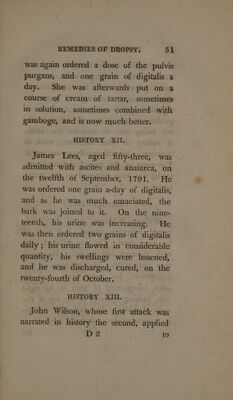 REMEDIES OF DROPSY. 51
was again ordered a dose of the pulvis
purgans, and one grain of digitalis a
day. She was afterwards put on a
course of cream of tartar, sometimes
in solution, sometimes combined with
gamboge, and is now much better.
HISTORY XII.
James Lees, aged fifty-three, was
admitted with ascites and anasarca, on
the twelfth of September, 1791. He
was ordered one grain a-day of digitalis,
and as he was much emaciated, the
bark was joined to it. On the nine-
teenth, his urine was increasing. He
was then ordered two grains of digitalis
daily; his urine flowed in considerable
quantity, his swellings were lessened,
and he was discharged, cured, on the
twenty-fourth of October.
HISTORY XIII.
John Wilson, whose first attack was
narrated in history the second, applied
D 2 to